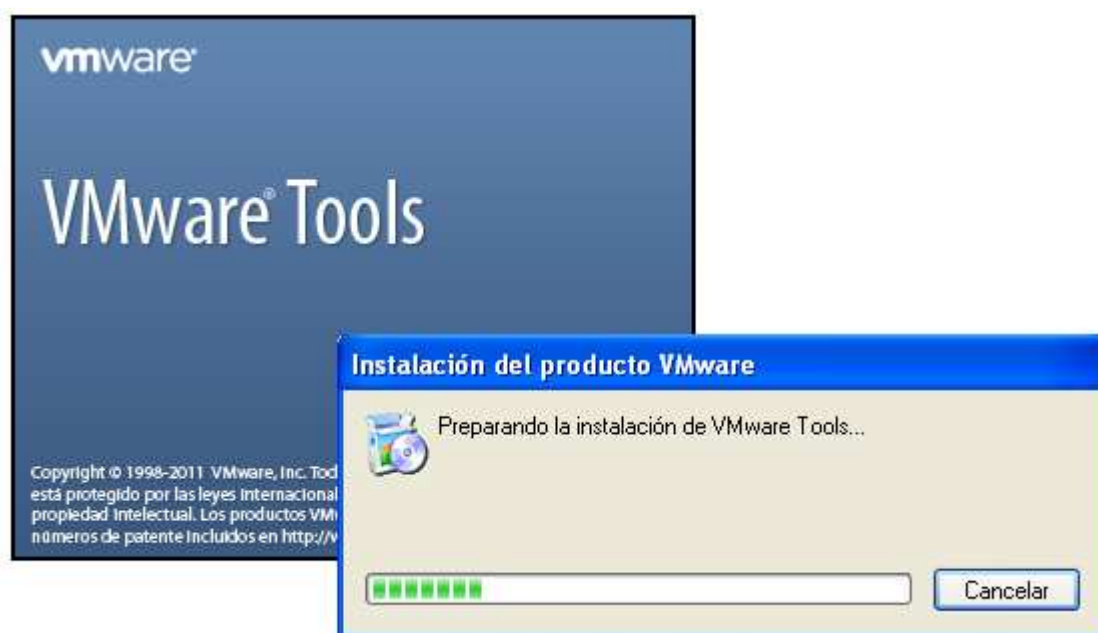 vmware®
VMware® Tools
Copyright © 1998-2011 VMware, Inc. Tod
está protegido por las leyes internacional
propiedad intelectual. Los productos VM
números de patente incluidos en http://
Instalación del producto VMware
Preparando la instalación de VMware Tools...
Cancelar